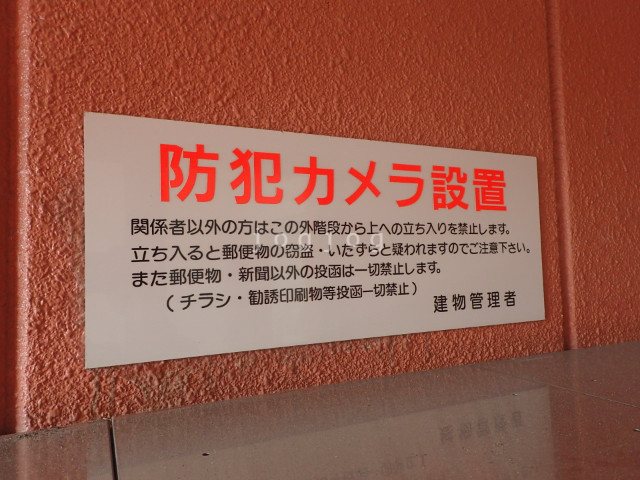 防犯カメラ設置
関係者以外の方はこの外階段から上への立ち入りを禁止します。
立ち入ると郵便物の窃盗・いたずらと疑われますのでご注意下さい。
また郵便物・新聞以外の投函は一切禁止します。
（チラシ・勧誘印刷物等投函一切禁止）
建物管理者